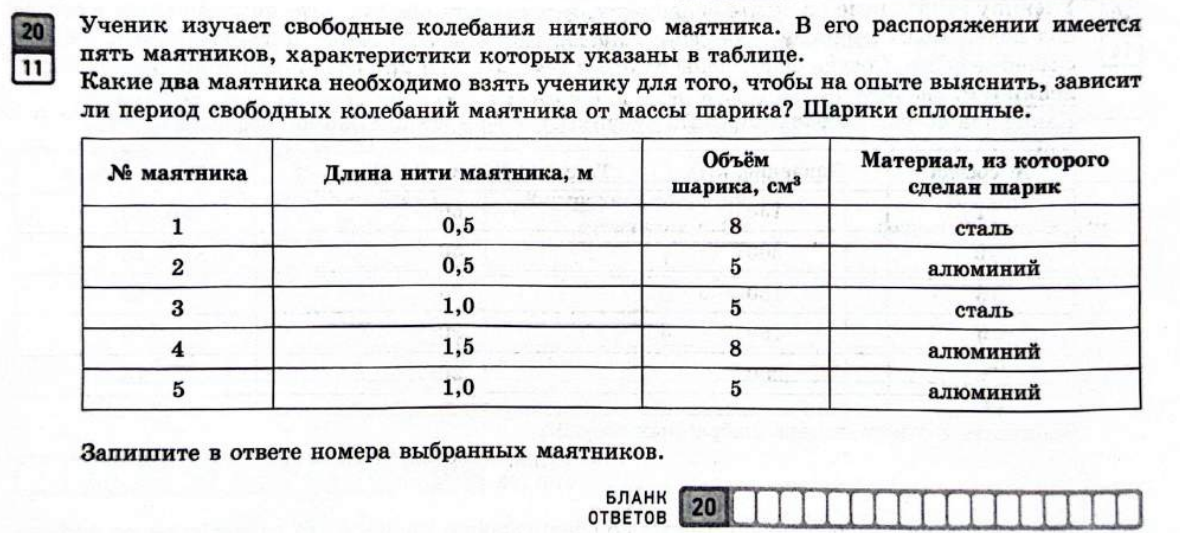 20
11
Ученик изучает свободные колебания нитяного маятника. В его распоряжении имеется
пять маятников, характеристики которых указаны в таблице.
Какие два маятника необходимо взять ученику для того, чтобы на опыте выяснить, зависит
ли период свободных колебаний маятника от массы шарика? Шарики сплошные.
№ маятника Длина нити маятника, м Объём шарика, см³ Материал, из которого сделан шарик
1 0,5 8 сталь
2 0,5 5 алюминий
3 1,0 5 сталь
4 1,5 8 алюминий
5 1,0 5 алюминий
Запишите в ответе номера выбранных маятников.
БЛАНК
ОТВЕТОВ 20